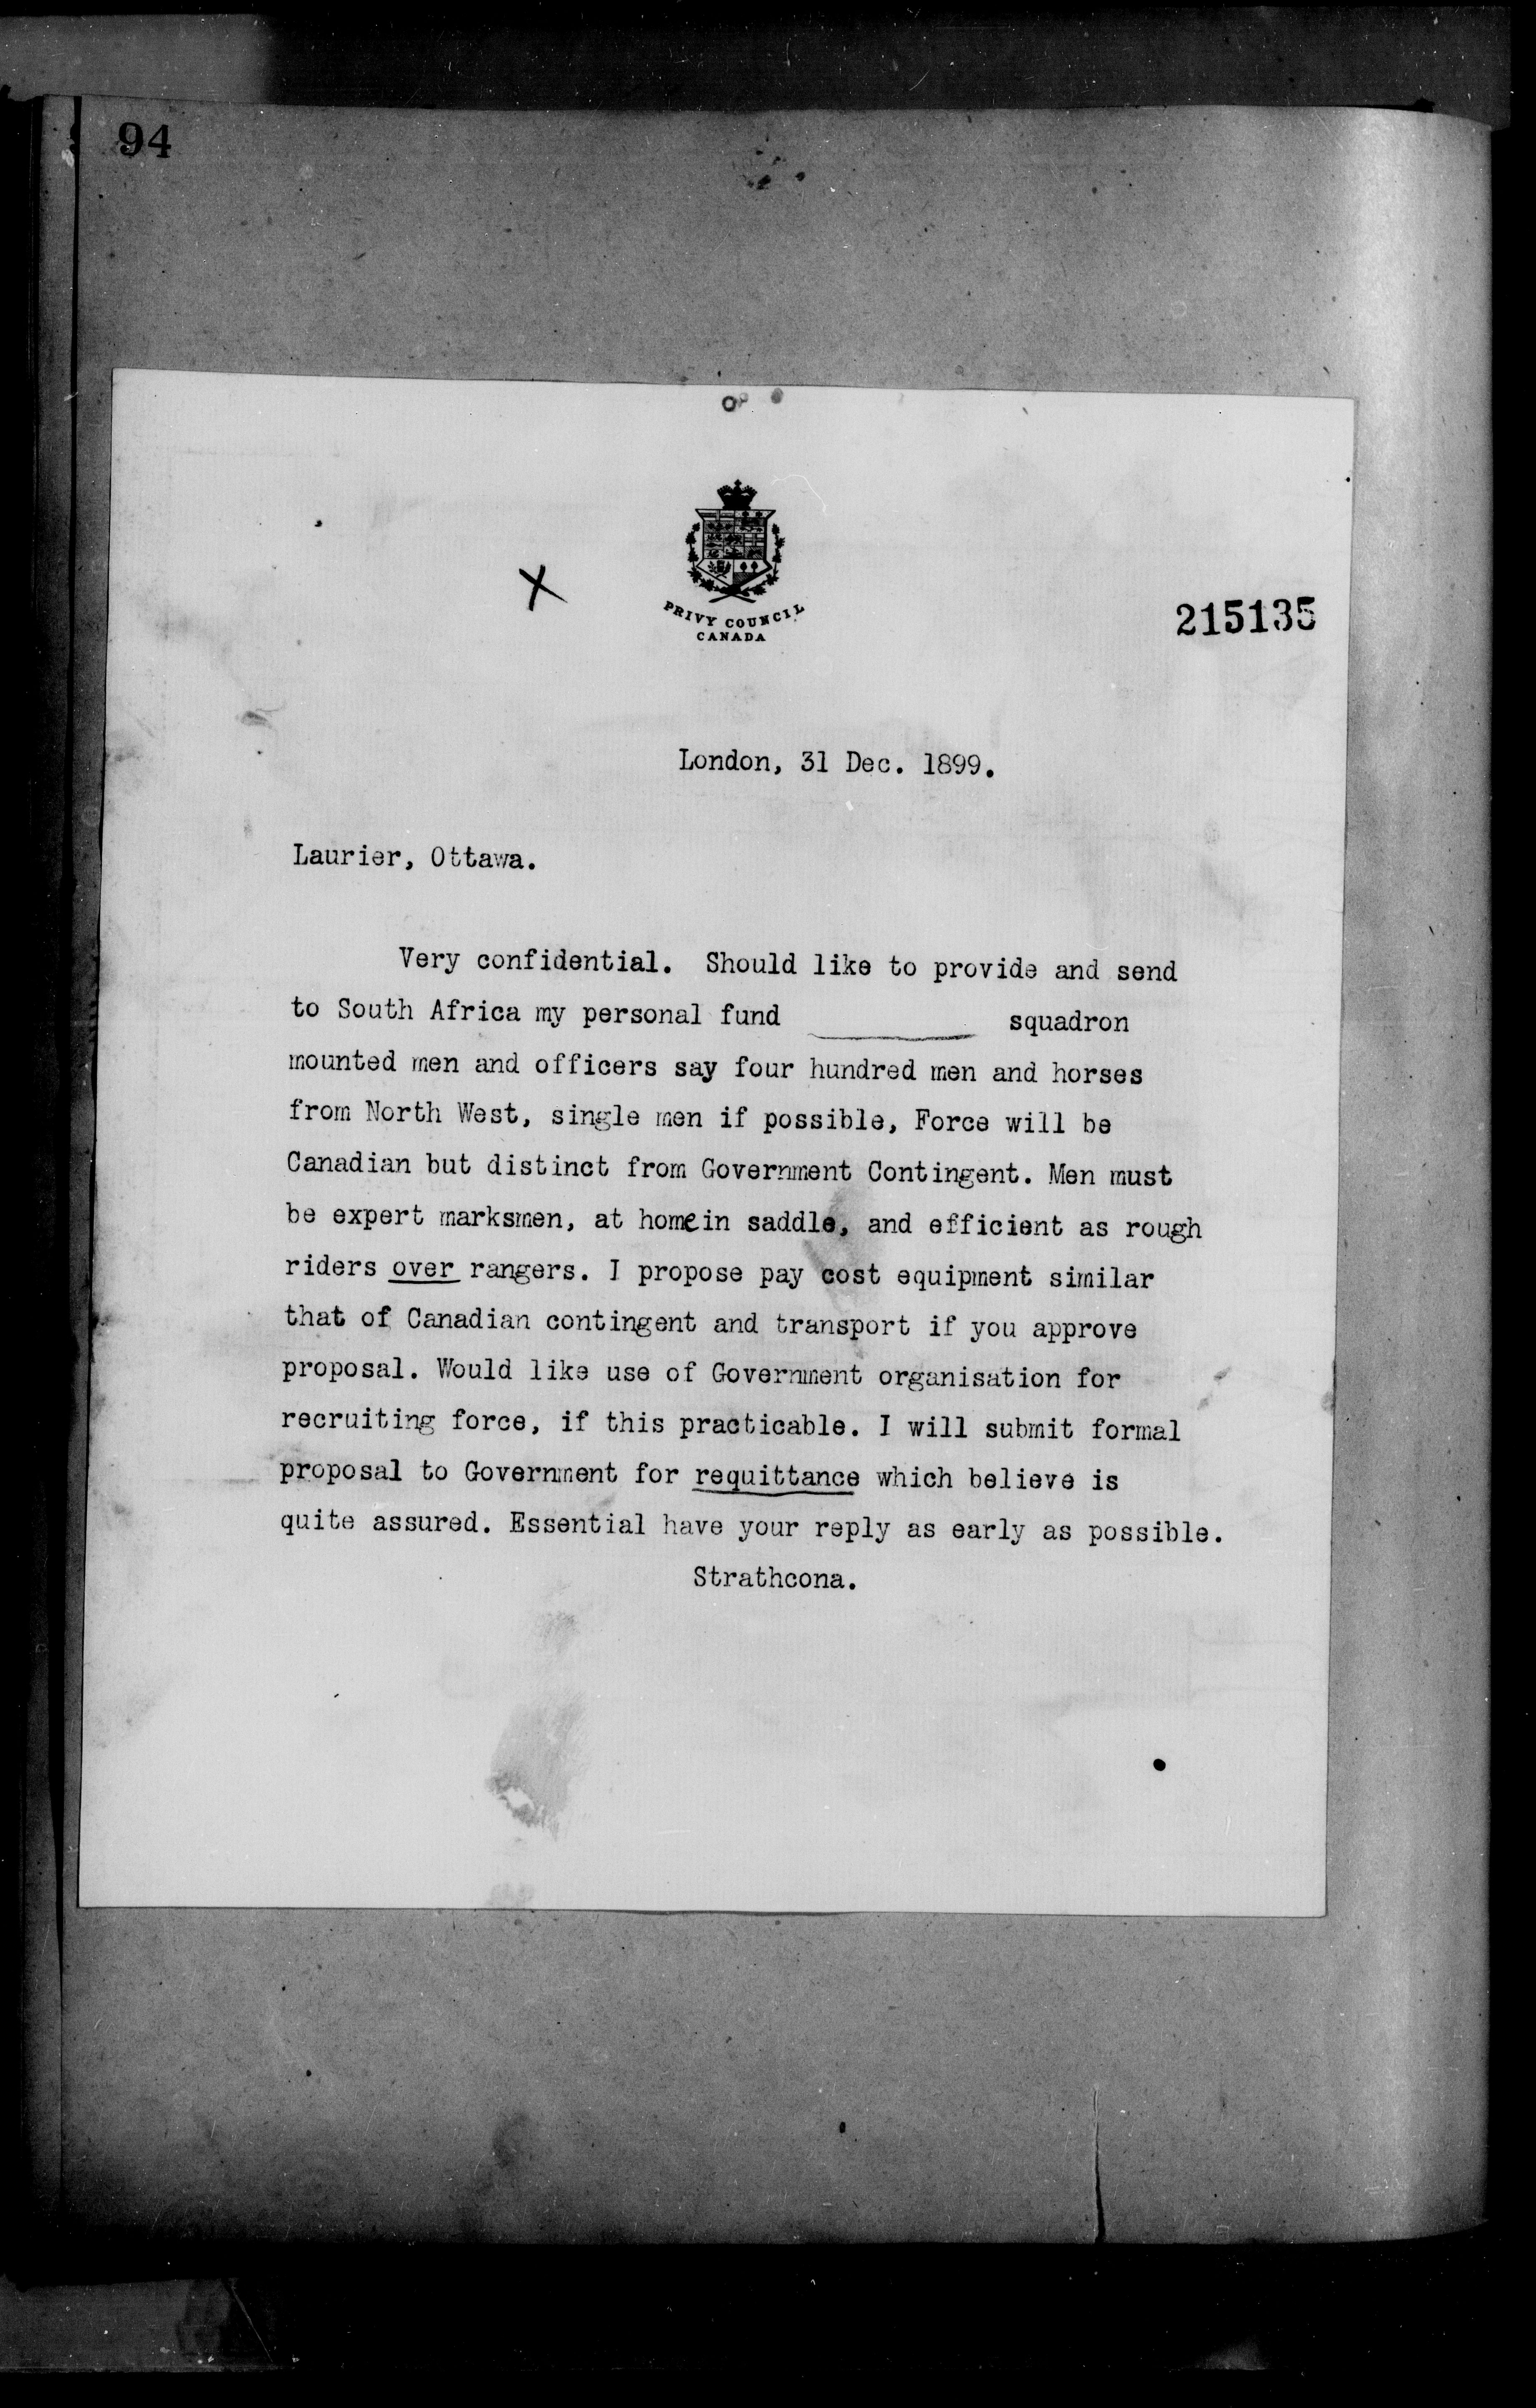 94
X
PRIVY COUNCIL
CANADA
215135
London, 31 Dec. 1899.
Laurier, Ottawa.
Very confidential. Should like to provide and send
to South Africa my personal fund ________ squadron
mounted men and officers say four hundred men and horses
from North West, single men if possible, Force will be
Canadian but distinct from Government Contingent. Men must
be expert marksmen, at home in saddle, and efficient as rough
riders over rangers. I propose pay cost equipment similar
that of Canadian contingent and transport if you approve
proposal. Would like use of Government organisation for
recruiting force, if this practicable. I will submit formal
proposal to Government for requittance which believe is
quite assured. Essential have your reply as early as possible.
Strathcona.